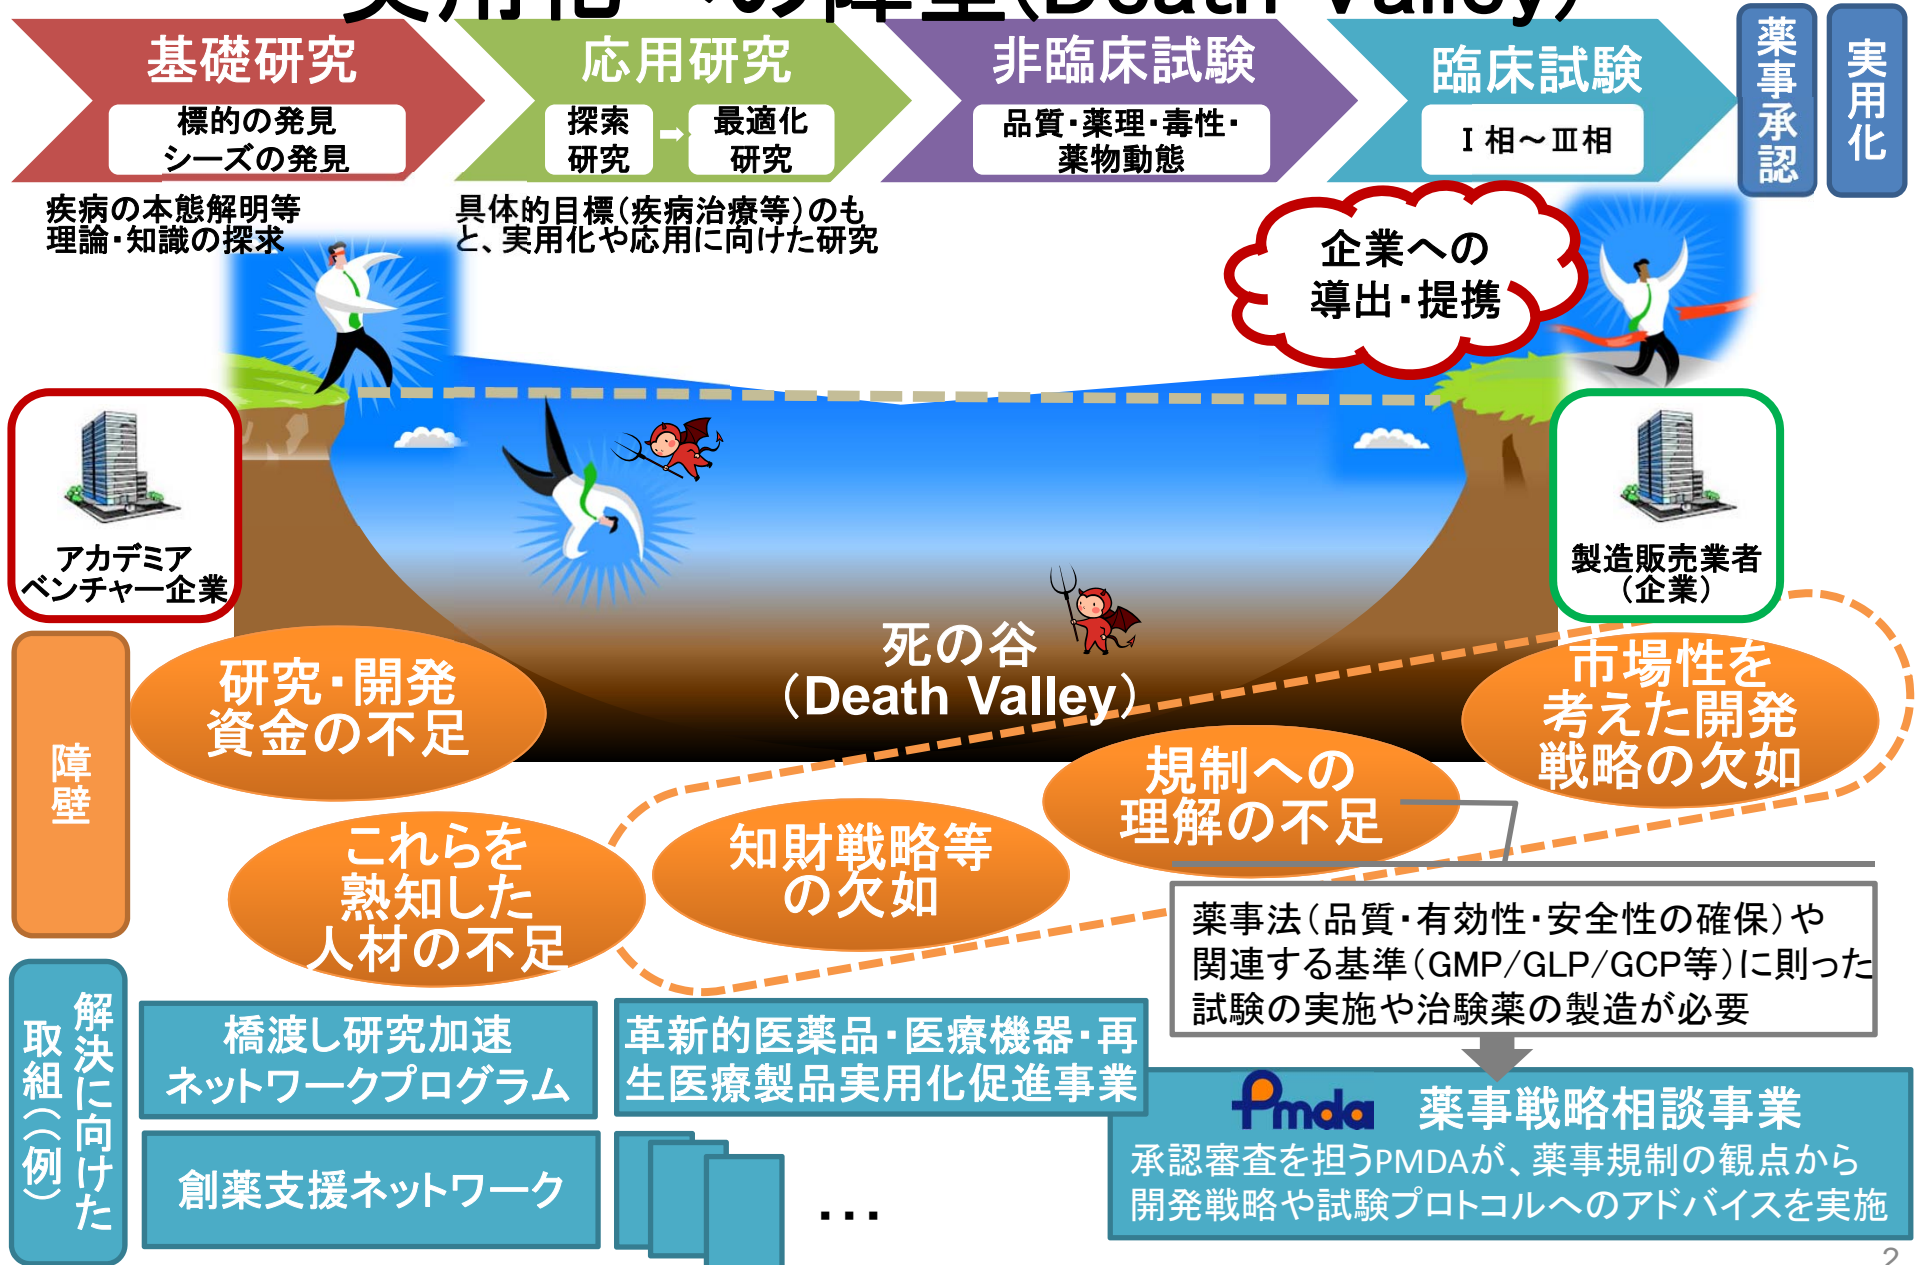 実用化への障壁(Death Valley)
基礎研究
標的の発見
シーズの発見
応用研究
探索
研究
最適化
研究
非臨床試験
品質・薬理・毒性・
薬物動態
臨床試験
Ⅰ相～Ⅲ相
薬事承認
実用化
疾病の本態解明等
理論・知識の探求
具体的目標（疾病治療等）のも
と、実用化や応用に向けた研究
企業への
導出・提携
アカデミア
ベンチャー企業
製造販売業者
（企業）
死の谷
（Death Valley）
障壁
研究・開発
資金の不足
これらを
熟知した
人材の不足
知財戦略等
の欠如
規制への
理解の不足
市場性を
考えた開発
戦略の欠如
薬事法（品質・有効性・安全性の確保）や
関連する基準（GMP/GLP/GCP等）に則った
試験の実施や治験薬の製造が必要
解決に向けた
取組（（例）
橋渡し研究加速
ネットワークプログラム
革新的医薬品・医療機器・再
生医療製品実用化促進事業
創薬支援ネットワーク
…
Pmda 薬事戦略相談事業
承認審査を担うPMDAが、薬事規制の観点から
開発戦略や試験プロトコルへのアドバイスを実施
2